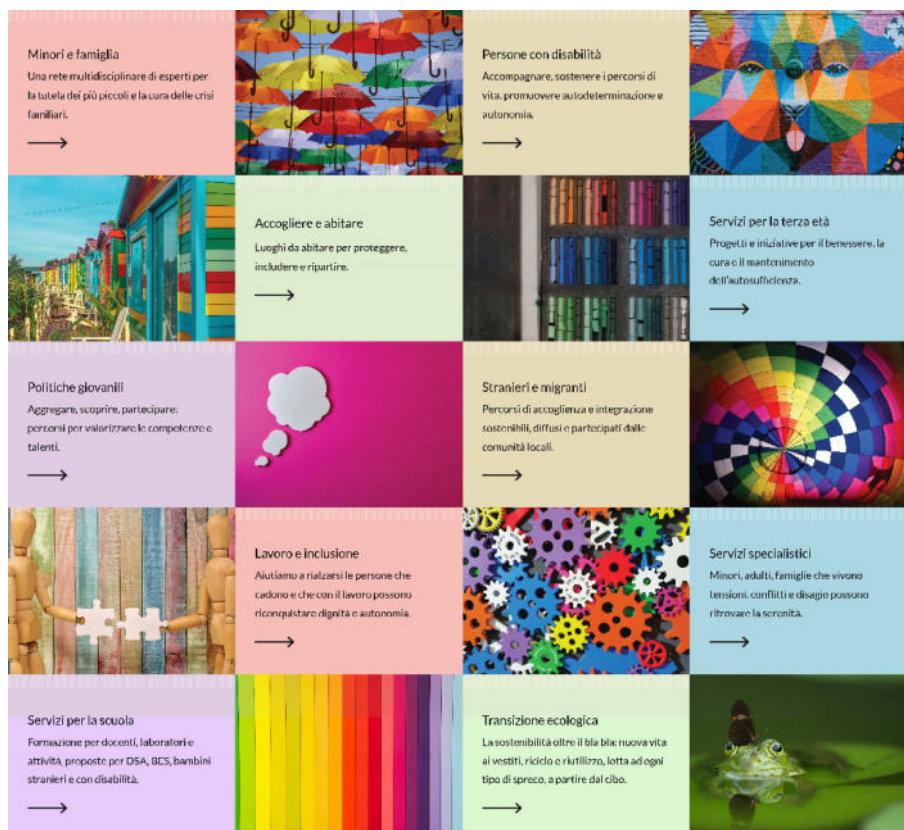 Minori e famiglia
Una rete multidisciplinare di esperti per
la tutela dei più piccoli e la cura delle crisi
familiari.
Persone con disabilità
Accompagnare, sostenere i percorsi di
vita, promuovere autodeterminazione e
autonomia.
Accogliere e abitare
Luoghi da abitare per proteggere,
includere e ripartire.
Servizi per la terza età
Progetti e iniziative per il benessere, la
cura e il mantenimento
dell'autosufficienza.
Politiche giovanili
Aggregare, scoprire, partecipare:
percorsi per valorizzare le competenze e
talenti.
Stranieri e migranti
Percorsi di accoglienza e integrazione
sostenibili, diffusi e partecipati dalle
comunità locali.
Lavoro e inclusione
Aiutiamo a rialzarsi le persone che
cadono e che con il lavoro possono
riconquistare dignità e autonomia.
Servizi specialistici
Minori, adulti, famiglie che vivono
tensioni, conflitti e disagio possono
ritrovare la serenità.
Servizi per la scuola
Formazione per docenti, laboratori e
attività, proposte per DSA, BES, bambini
stranieri e con disabilità.
Transizione ecologica
La sostenibilità oltre il bla bla: nuova vita
ai vestiti, riciclo e riutilizzo, lotta ad ogni
tipo di spreco, a partire dal cibo.